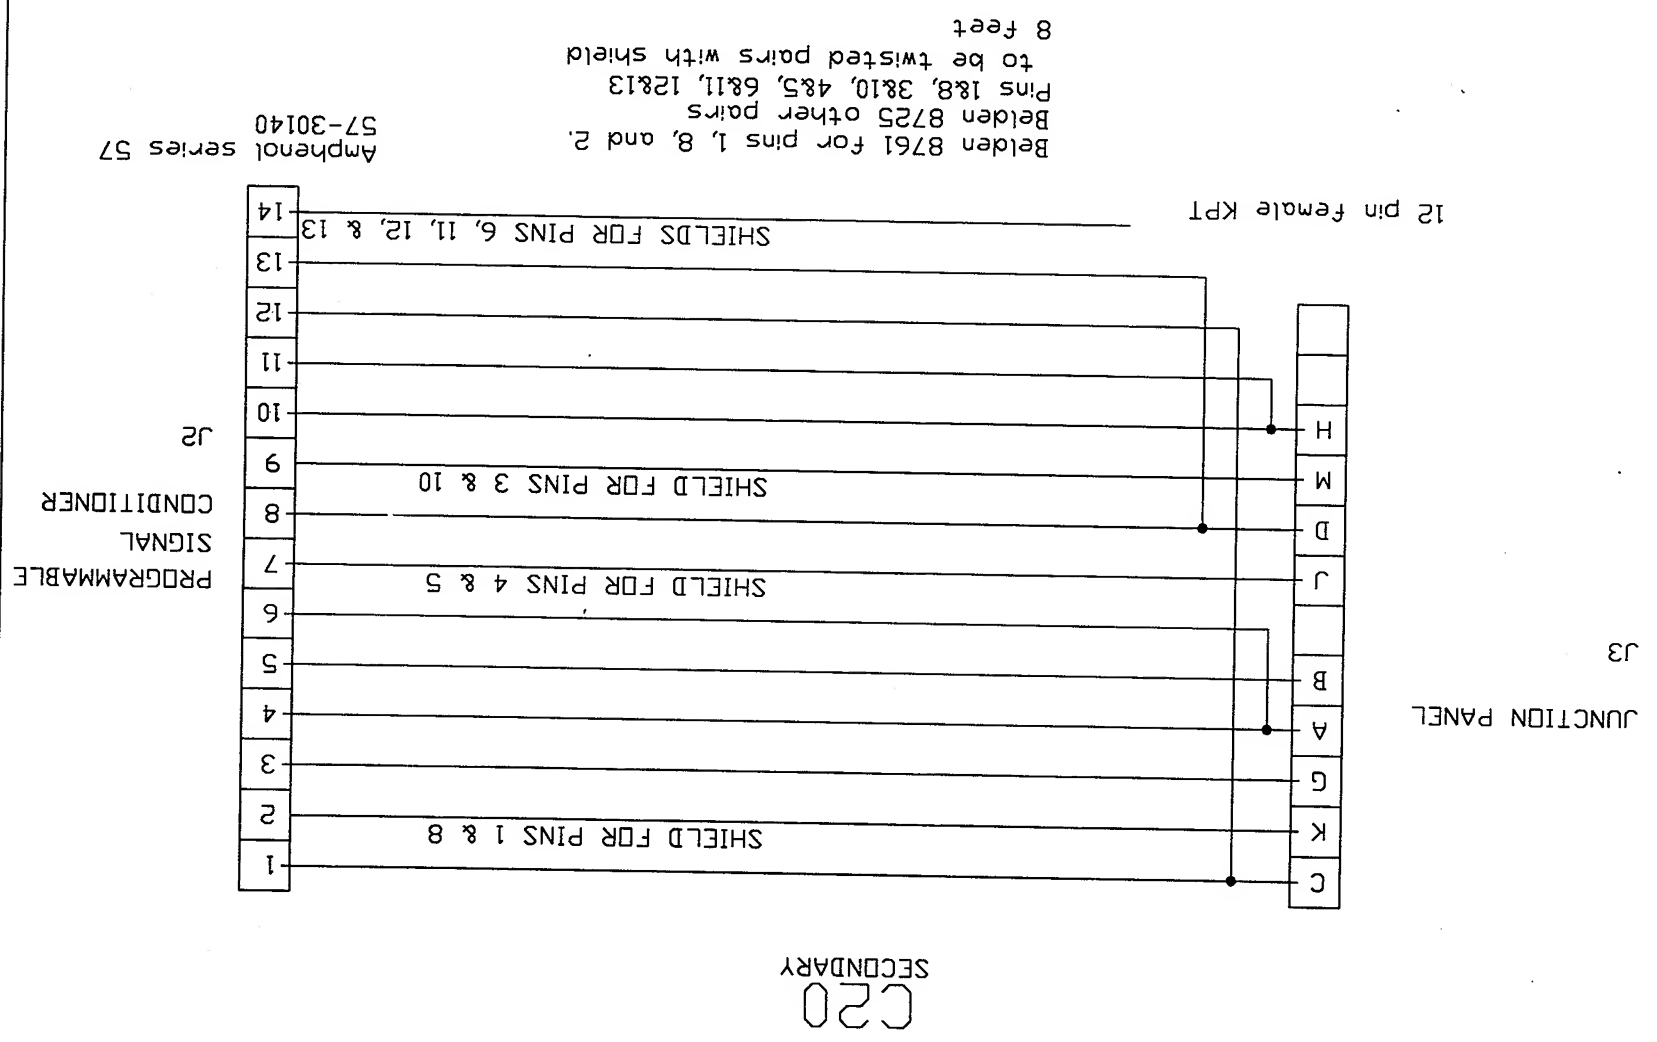 C20
SECONDARY
JUNCTION PANEL
J3
C
K
G
A
B
J
D
M
H
SHIELD FOR PINS 1 & 8
SHIELD FOR PINS 4 & 5
SHIELD FOR PINS 3 & 10
SHIELDS FOR PINS 6, 11, 12, & 13
1
2
3
4
5
6
7
8
9
10
11
12
13
14
PROGRAMMABLE
SIGNAL
CONDITIONER
J2
12 pin female KPT
Belden 8761 for pins 1, 8, and 2.
Belden 8725 other pairs
Pins 1&8, 3&10, 4&5, 6&11, 12&13
to be twisted pairs with shield
8 feet
Amphenol series 57
57-30140